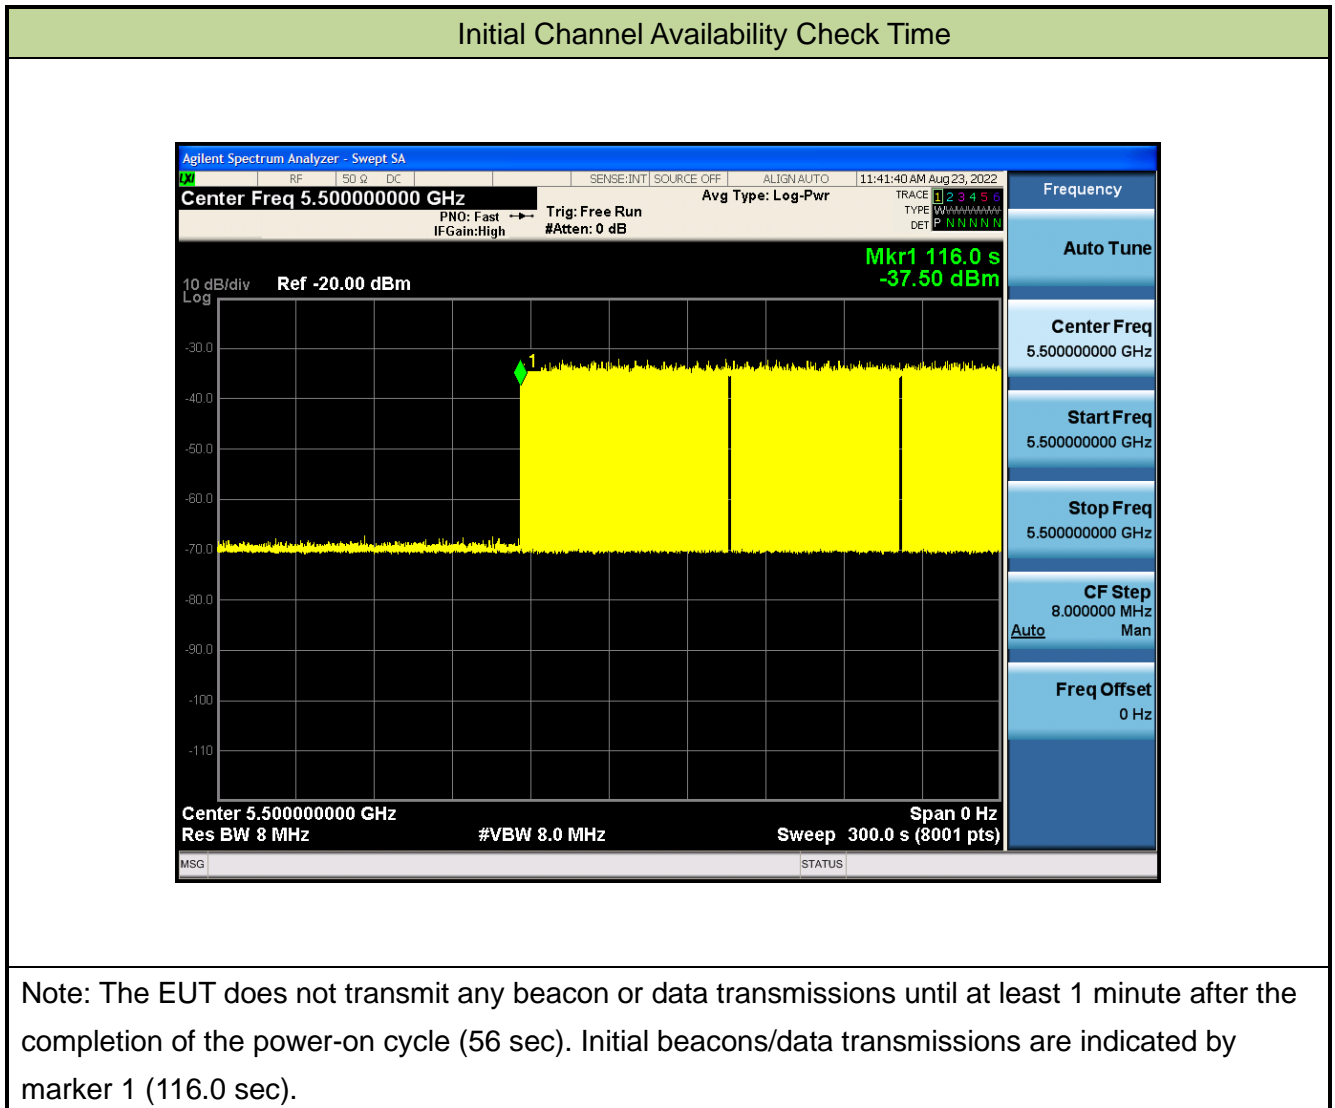 Initial Channel Availability Check Time
Agilent Spectrum Analyzer - Swept SA
LXI RF 50 Ω DC SENSE:INT SOURCE OFF ALIGN AUTO 11:41:40 AM Aug 23, 2022
Center Freq 5.500000000 GHz
PNO: Fast
IFGain:High
Trig: Free Run
#Atten: 0 dB
Avg Type: Log-Pwr
TRACE 1 2 3 4 5 6
TYPE
DET P N N N N N
Mkr1 116.0 s
-37.50 dBm
10 dB/div Ref -20.00 dBm
Log
1
-30.0
-40.0
-50.0
-60.0
-70.0
-80.0
-90.0
-100
-110
Center 5.500000000 GHz Span 0 Hz
Res BW 8 MHz #VBW 8.0 MHz Sweep 300.0 s (8001 pts)
MSG STATUS
Frequency
Auto Tune
Center Freq
5.500000000 GHz
Start Freq
5.500000000 GHz
Stop Freq
5.500000000 GHz
CF Step
8.000000 MHz
Auto Man
Freq Offset
0 Hz
Note: The EUT does not transmit any beacon or data transmissions until at least 1 minute after the
completion of the power-on cycle (56 sec). Initial beacons/data transmissions are indicated by
marker 1 (116.0 sec).